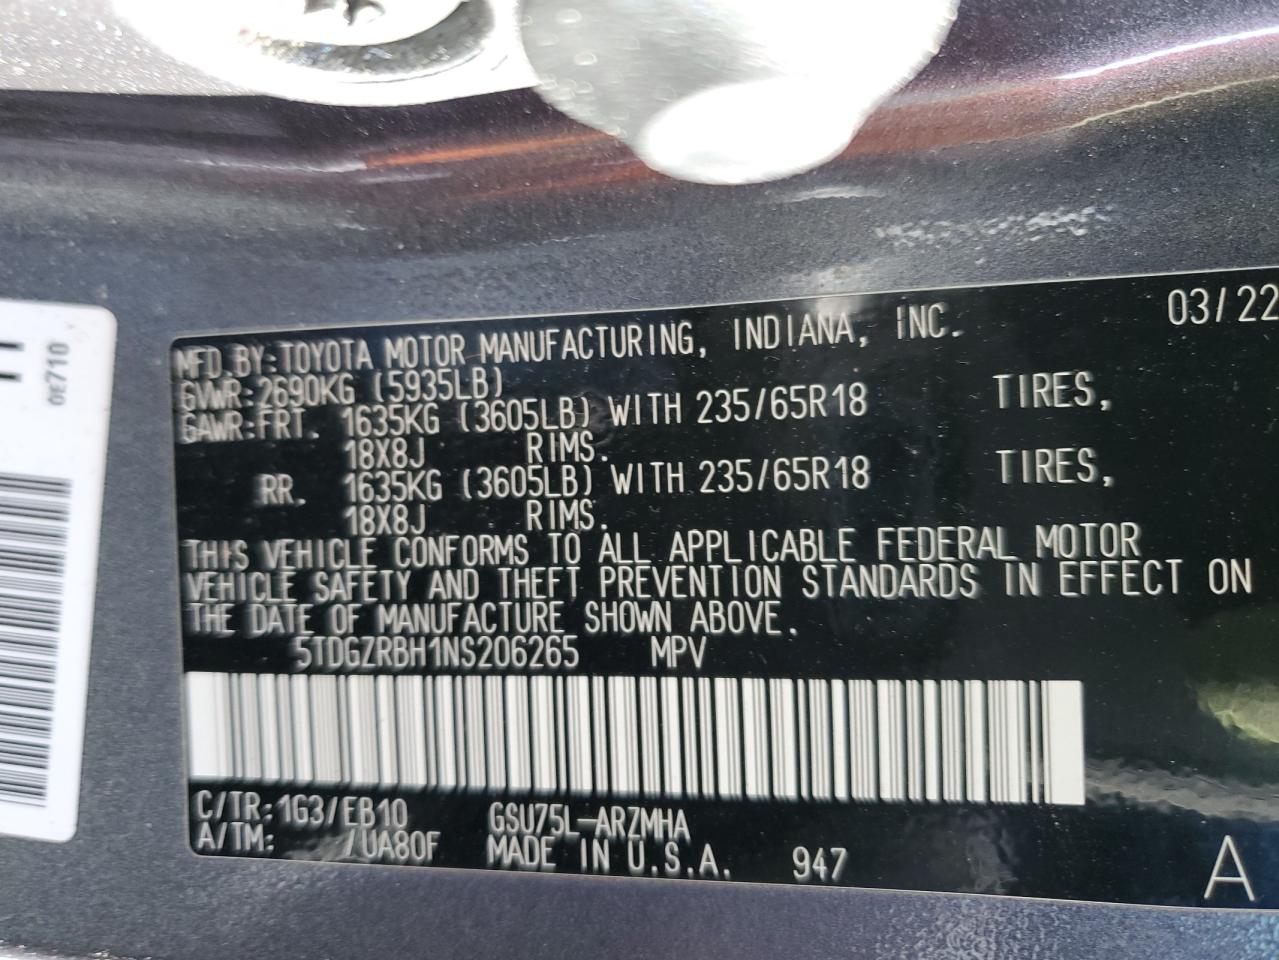 03/22
MFD.BY:TOYOTA MOTOR MANUFACTURING, INDIANA, INC.
GVWR:2690KG (5935LB)
GAWR:FRT. 1635KG (3605LB) WITH 235/65R18 TIRES,
18X8J RIMS.
RR. 1635KG (3605LB) WITH 235/65R18 TIRES,
18X8J RIMS.
THIS VEHICLE CONFORMS TO ALL APPLICABLE FEDERAL MOTOR
VEHICLE SAFETY AND THEFT PREVENTION STANDARDS IN EFFECT ON
THE DATE OF MANUFACTURE SHOWN ABOVE.
5TDGZRBH1NS206265 MPV
C/TR:1G3/EB10 GSU75L-ARZMHA
A/TM: /UA80F MADE IN U.S.A. 947
A